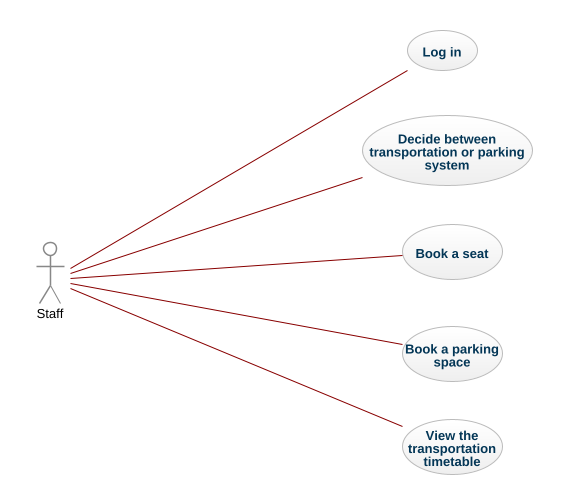 Log in
Decide between
transportation or parking
system
Book a seat
Staff
Book a parking
space
View the
transportation
timetable